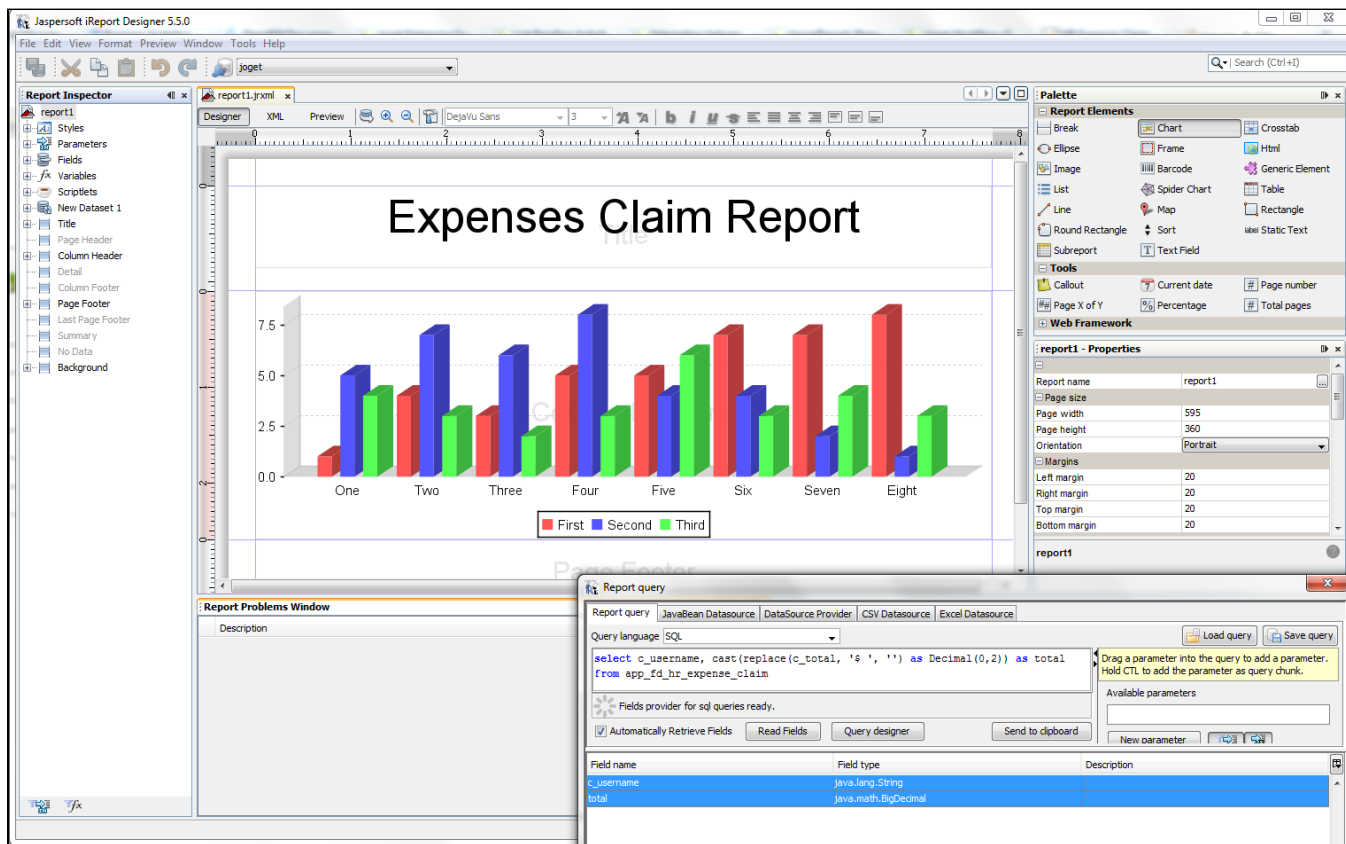 Jaspersoft iReport Designer 5.5.0
File Edit View Format Preview Window Tools Help
joget
Search (Ctrl+I)
Report Inspector
report1
Styles
Parameters
Fields
fx Variables
Scriptlets
New Dataset 1
Title
Page Header
Column Header
Detail
Column Footer
Page Footer
Last Page Footer
Summary
No Data
Background
report1.jrxml
Designer XML Preview DejaVu Sans 3
0 1 2 3 4 5 6 7 8
Title
Expenses Claim Report
7.5
5.0
2.5
0.0
One Two Three Four Five Six Seven Eight
First Second Third
Page Footer
Report Problems Window
Description
Palette
Report Elements
Break Chart Crosstab
Ellipse Frame Html
Image Barcode Generic Element
List Spider Chart Table
Line Map Rectangle
Round Rectangle Sort label Static Text
Subreport Text Field
Tools
Callout Current date # Page number
## Page X of Y % Percentage # Total pages
Web Framework
report1 - Properties
Report name report1
Page size
Page width 595
Page height 360
Orientation Portrait
Margins
Left margin 20
Right margin 20
Top margin 20
Bottom margin 20
report1
Report query
Report query JavaBean Datasource DataSource Provider CSV Datasource Excel Datasource
Query language SQL
Load query Save query
select c_username, cast(replace(c_total, '$ ', '') as Decimal(0,2)) as total
from app_fd_hr_expense_claim
Drag a parameter into the query to add a parameter.
Hold CTL to add the parameter as query chunk.
Available parameters
Fields provider for sql queries ready.
Automatically Retrieve Fields Read Fields Query designer Send to clipboard
New parameter
Field name Field type Description
c_username java.lang.String
total java.math.BigDecimal